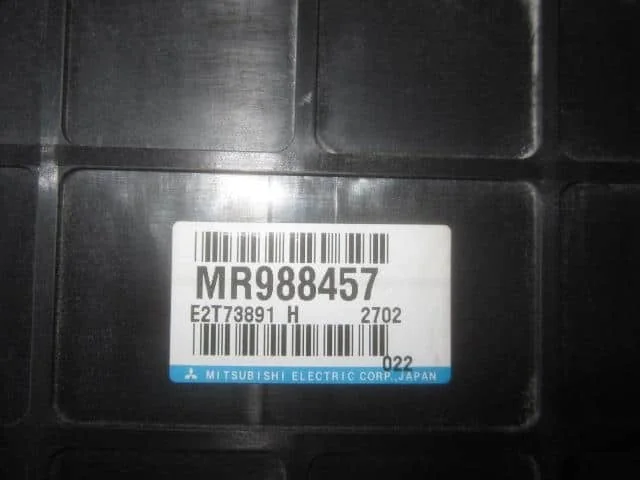 MR988457
E2T73891 H 2702
022
MITSUBISHI ELECTRIC CORP.,JAPAN